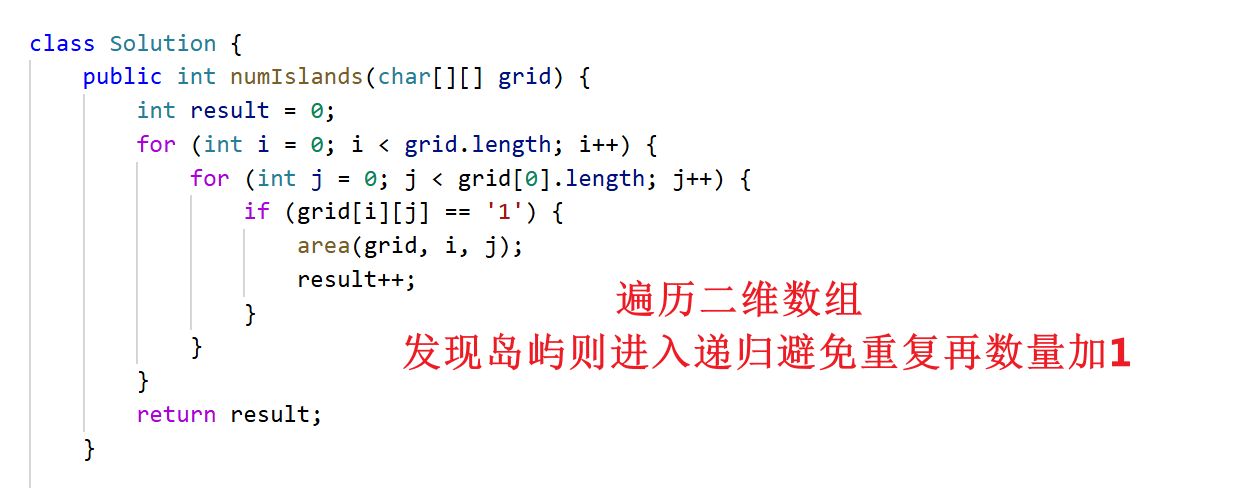 class Solution {
    public int numIslands(char[][] grid) {
        int result = 0;
        for (int i = 0; i < grid.length; i++) {
            for (int j = 0; j < grid[0].length; j++) {
                if (grid[i][j] == '1') {
                    area(grid, i, j);
                    result++;
遍历二维数组
                }
            }
发现岛屿则进入递归避免重复再数量加1
        }
        return result;
    }